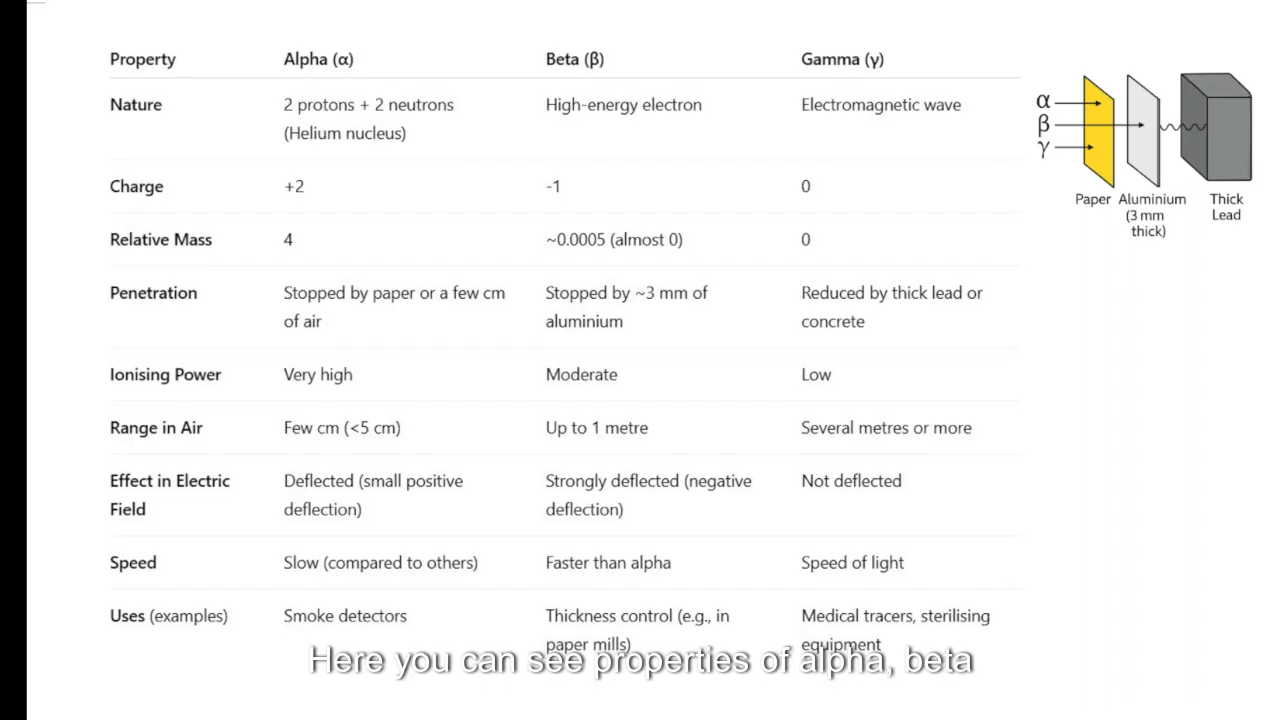 Property Alpha (α) Beta (β) Gamma (γ)
Nature 2 protons + 2 neutrons High-energy electron Electromagnetic wave
(Helium nucleus)
Charge +2 -1 0
Relative Mass 4 ~0.0005 (almost 0) 0
Penetration Stopped by paper or a few cm Stopped by ~3 mm of Reduced by thick lead or
of air aluminium concrete
Ionising Power Very high Moderate Low
Range in Air Few cm (<5 cm) Up to 1 metre Several metres or more
Effect in Electric Deflected (small positive Strongly deflected (negative Not deflected
Field deflection) deflection)
Speed Slow (compared to others) Faster than alpha Speed of light
Uses (examples) Smoke detectors Thickness control (e.g., in Medical tracers, sterilising
paper mills) equipment
Here you can see properties of alpha, beta
α
β
γ
Paper Aluminium Thick
(3 mm Lead
thick)